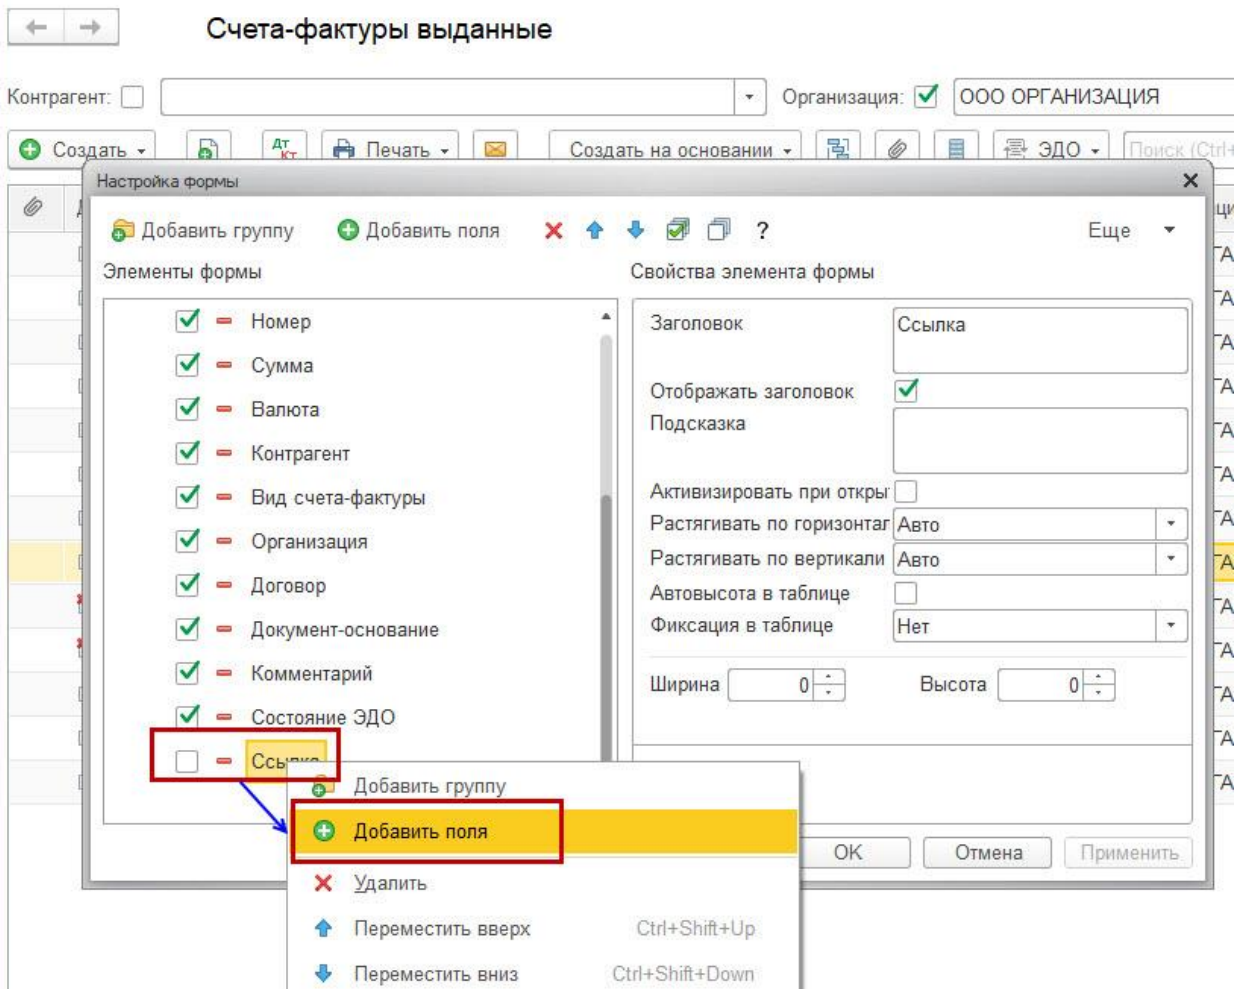 Счета-фактуры выданные
Контрагент:
Организация: ООО ОРГАНИЗАЦИЯ
Создать Дт Кт Печать Создать на основании ЭДО Поиск (Ctrl+
Настройка формы
Добавить группу Добавить поля ? Еще
Элементы формы Свойства элемента формы
Номер
Сумма
Валюта
Контрагент
Вид счета-фактуры
Организация
Договор
Документ-основание
Комментарий
Состояние ЭДО
Заголовок Ссылка
Отображать заголовок
Подсказка
Активизировать при откры
Растягивать по горизонтал Авто
Растягивать по вертикали Авто
Автовысота в таблице
Фиксация в таблице Нет
Ширина 0 Высота 0
Добавить группу
Добавить поля
Удалить
Переместить вверх Ctrl+Shift+Up
Переместить вниз Ctrl+Shift+Down
OK Отмена Применить